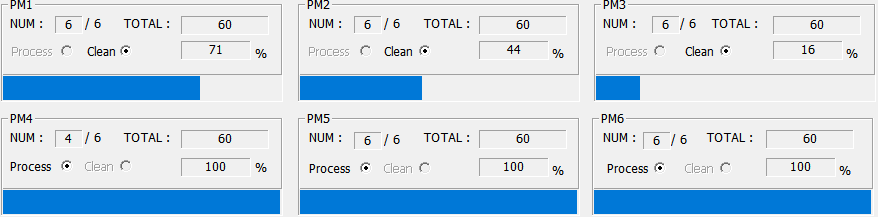 PM1 PM2 PM3
NUM : 6 / 6 TOTAL : 60 NUM : 6 / 6 TOTAL : 60 NUM : 6 / 6 TOTAL : 60
Process Clean 71 % Process Clean 44 % Process Clean 16 %
PM4 PM5 PM6
NUM : 4 / 6 TOTAL : 60 NUM : 6 / 6 TOTAL : 60 NUM : 6 / 6 TOTAL : 60
Process Clean 100 % Process Clean 100 % Process Clean 100 %